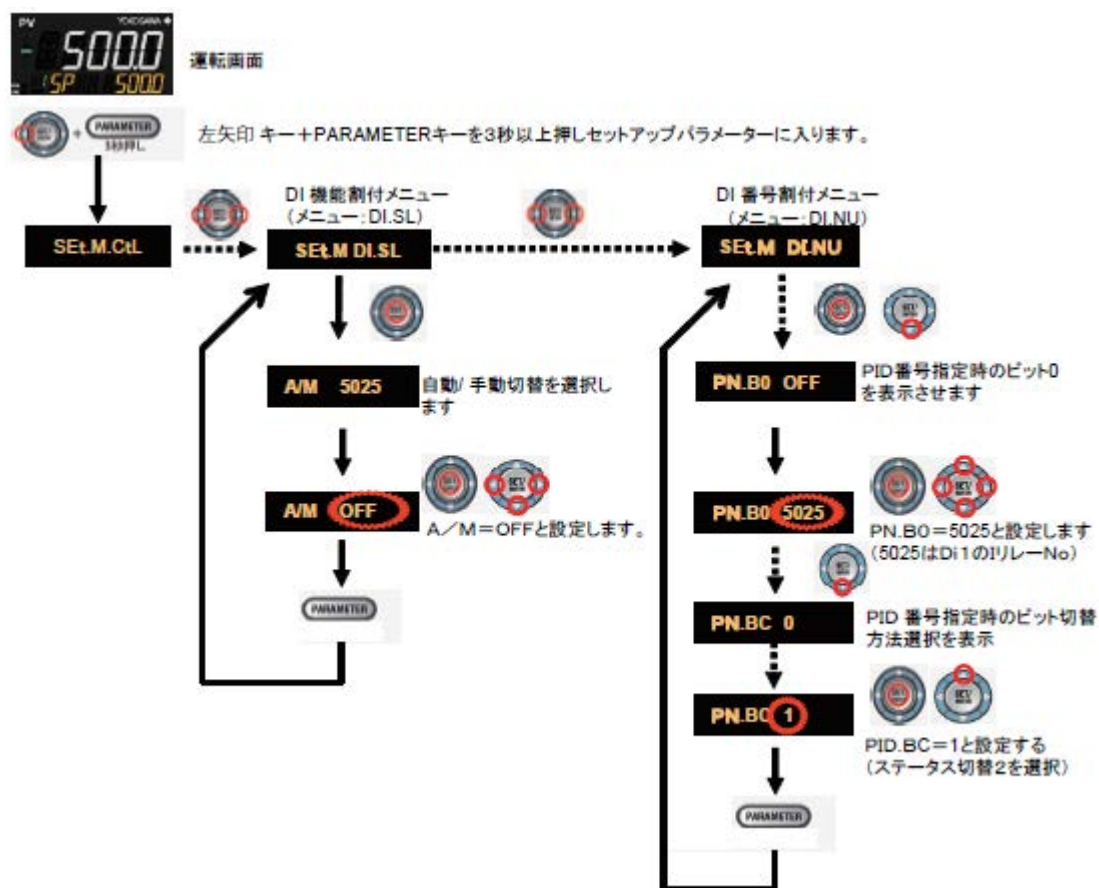 PV
YOKOGAWA
500.0
SP 500.0
運転画面
PARAMETER
3秒押し
左矢印 キー＋PARAMETERキーを3秒以上押しセットアップパラメーターに入ります。
DI 機能割付メニュー
（メニュー：DI.SL）
DI 番号割付メニュー
（メニュー：DI.NU）
SEt.M.CtL
SEt.M DI.SL
SEt.M DI.NU
A/M 5025
自動/ 手動切替を選択し
ます
A/M OFF
A／M＝OFFと設定します。
PARAMETER
PN.B0 OFF
PID番号指定時のビット0
を表示させます
PN.B0 5025
PN.B0＝5025と設定します
（5025はDi1のIリレーNo）
PN.BC 0
PID 番号指定時のビット切替
方法選択を表示
PN.BC 1
PID.BC＝1と設定する
（ステータス切替2を選択）
PARAMETER